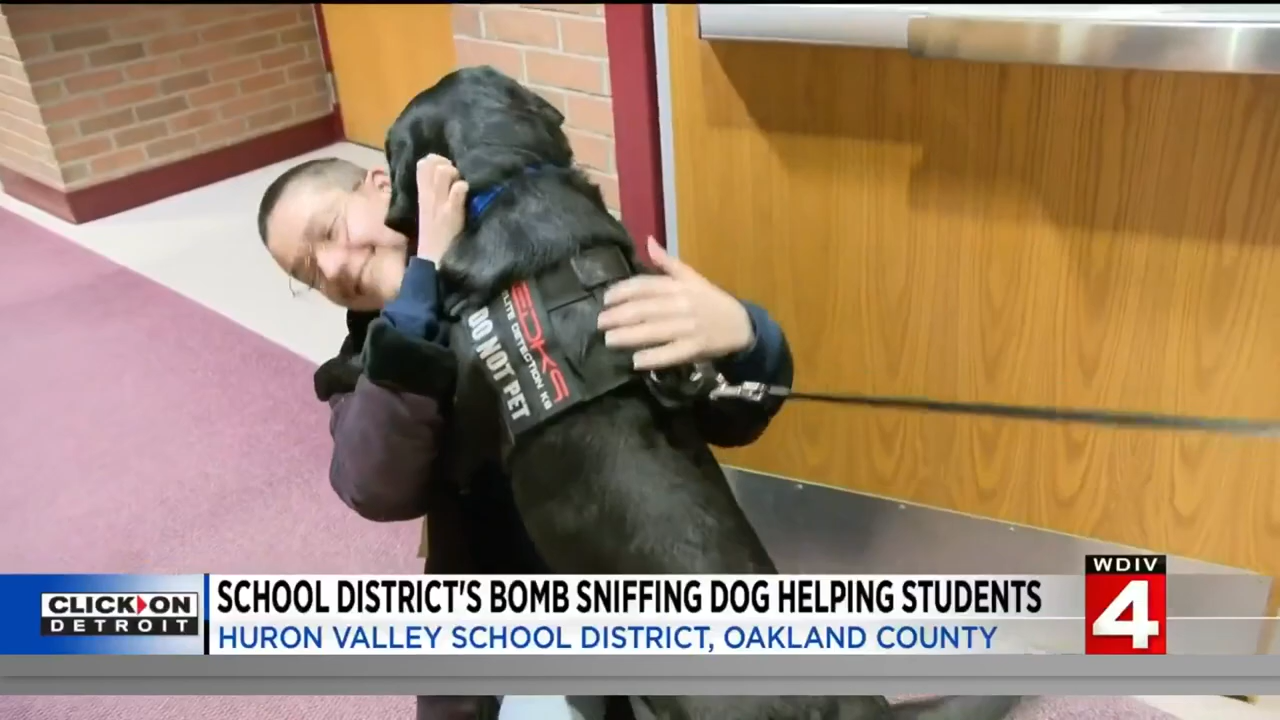 EDK9
ELITE DETECTION K9
DO NOT PET
CLICK ON
DETROIT
SCHOOL DISTRICT'S BOMB SNIFFING DOG HELPING STUDENTS
HURON VALLEY SCHOOL DISTRICT, OAKLAND COUNTY
WDIV
4